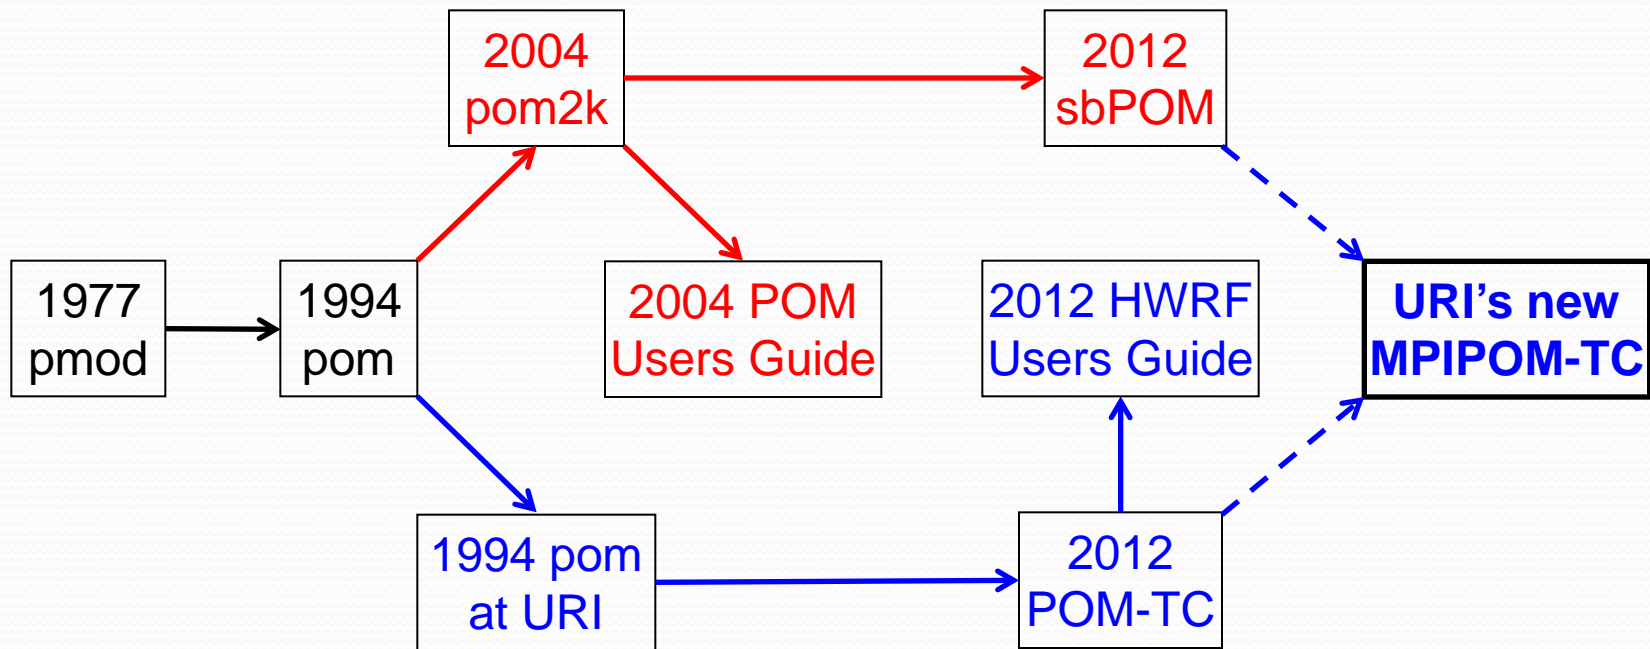 2004
pom2k
2012
sbPOM
1977
pmod
1994
pom
2004 POM
Users Guide
2012 HWRF
Users Guide
URI’s new
MPIPOM-TC
1994 pom
at URI
2012
POM-TC